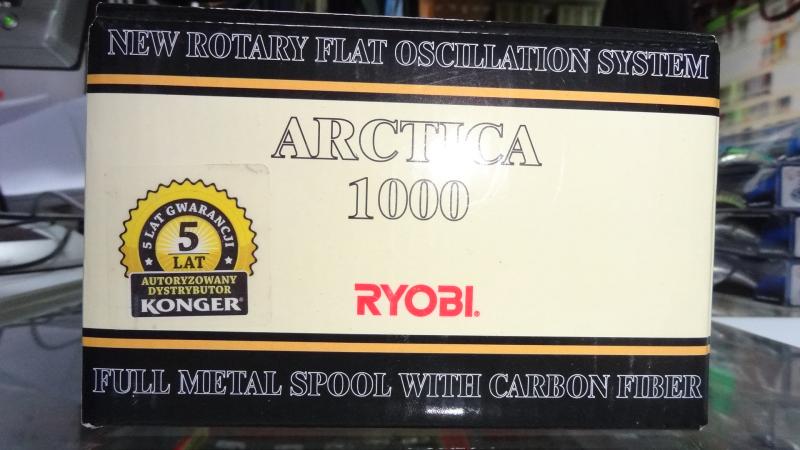 NEW ROTARY FLAT OSCILLATION SYSTEM
ARCTICA
1000
5 LAT GWARANCJI
5
LAT
AUTORYZOWANY
DYSTRYBUTOR
KONGER®
RYOBI.
FULL METAL SPOOL WITH CARBON FIBER